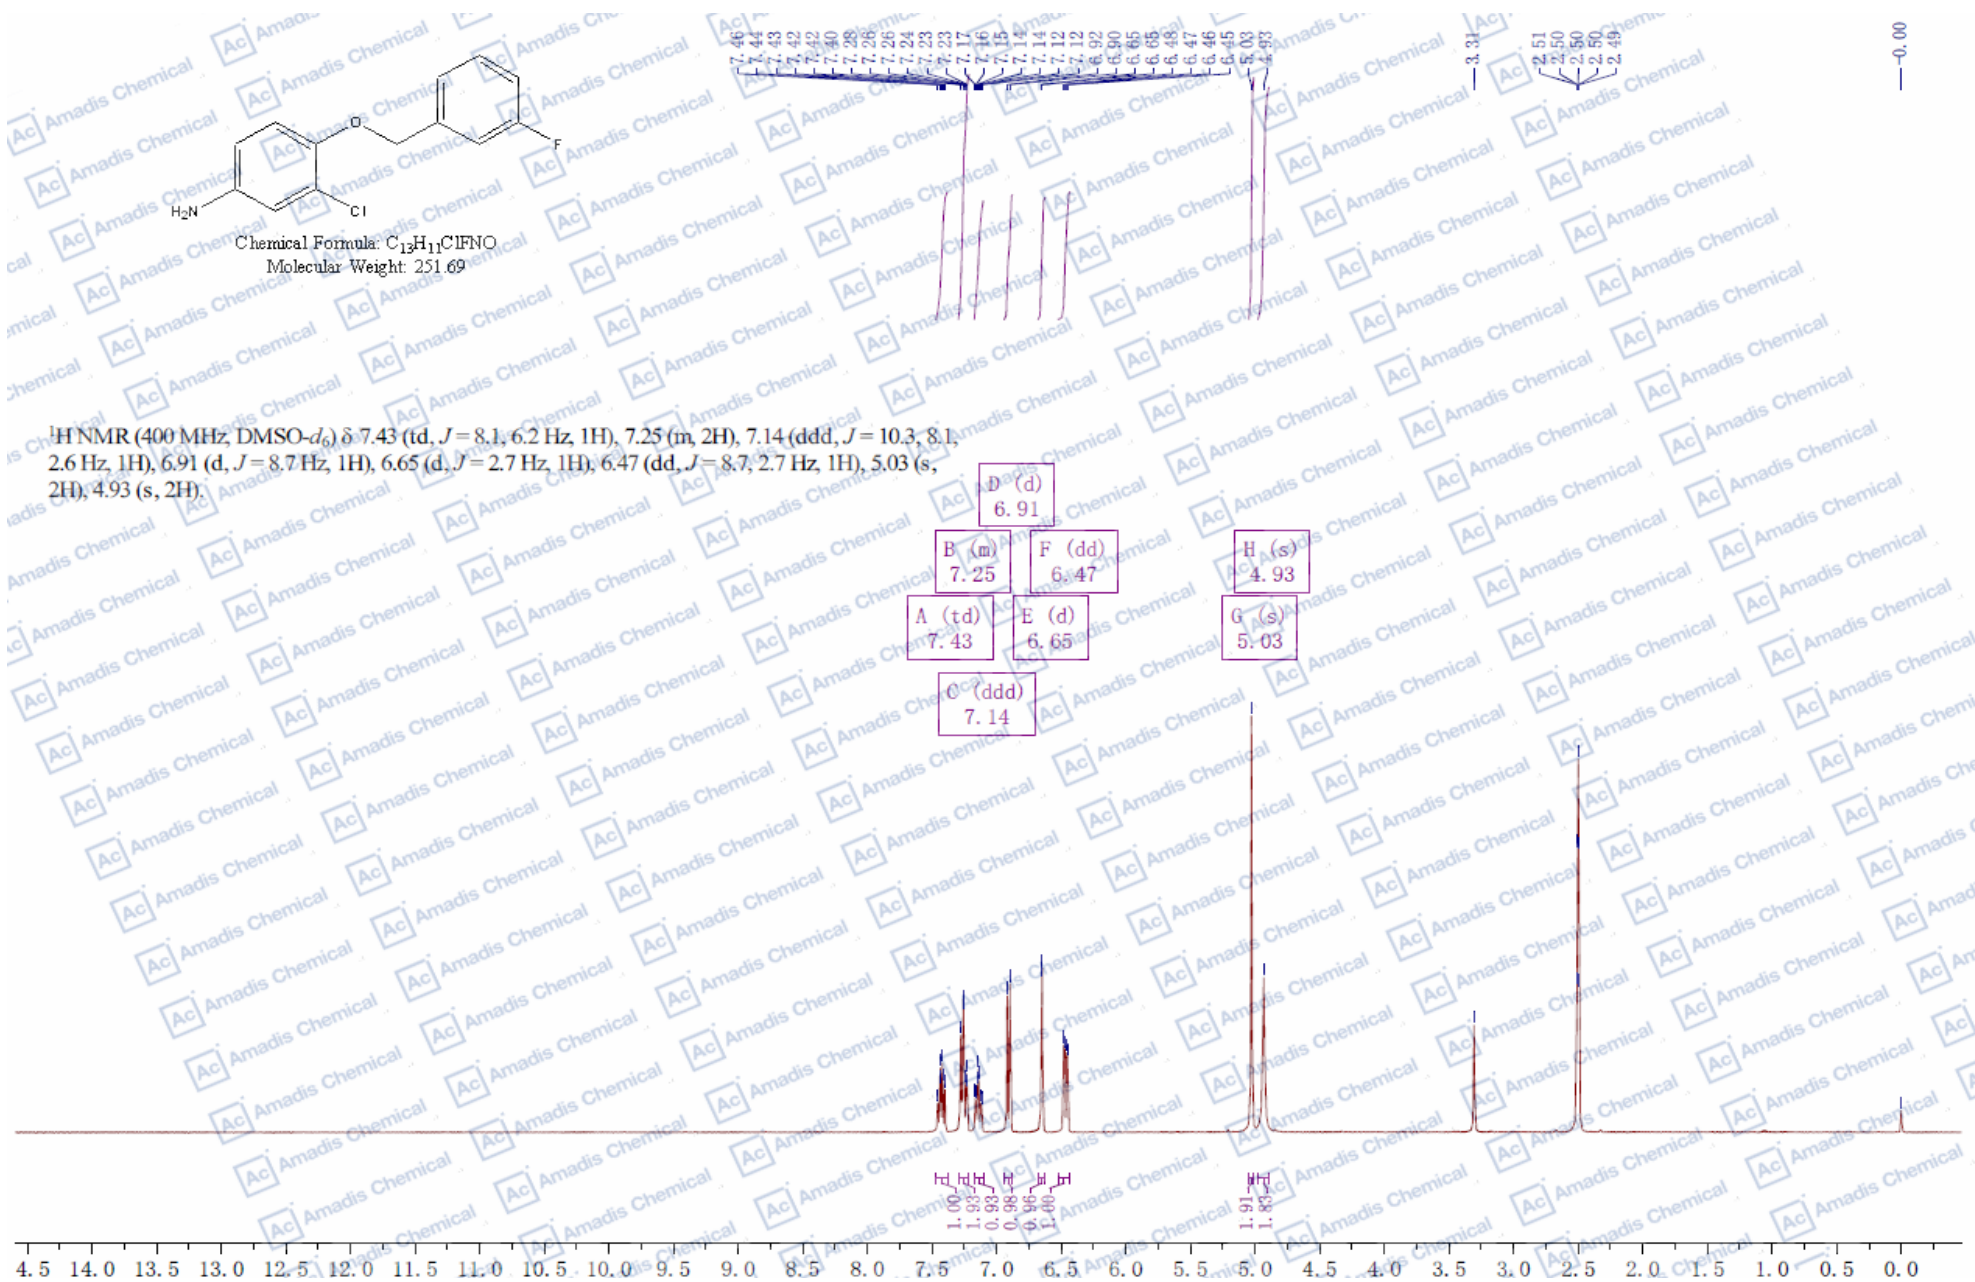 7.46
7.44
7.43
7.42
7.42
7.40
7.28
7.26
7.26
7.24
7.23
7.23
7.17
7.16
7.15
7.14
7.14
7.12
7.12
6.92
6.90
6.65
6.65
6.48
6.47
6.46
6.45
5.03
4.93
3.31
2.51
2.50
2.50
2.50
2.49
-0.00
O
F
H₂N
Cl
Chemical Formula: C₁₃H₁₁ClFNO
Molecular Weight: 251.69
¹H NMR (400 MHz, DMSO-d₆) δ 7.43 (td, J = 8.1, 6.2 Hz, 1H), 7.25 (m, 2H), 7.14 (ddd, J = 10.3, 8.1,
2.6 Hz, 1H), 6.91 (d, J = 8.7 Hz, 1H), 6.65 (d, J = 2.7 Hz, 1H), 6.47 (dd, J = 8.7, 2.7 Hz, 1H), 5.03 (s,
2H), 4.93 (s, 2H).
D (d)
6.91
B (m)
7.25
F (dd)
6.47
H (s)
4.93
A (td)
7.43
E (d)
6.65
G (s)
5.03
C (ddd)
7.14
1.00
1.93
0.93
0.98
0.96
1.00
1.91
1.83
4.5 14.0 13.5 13.0 12.5 12.0 11.5 11.0 10.5 10.0 9.5 9.0 8.5 8.0 7.5 7.0 6.5 6.0 5.5 5.0 4.5 4.0 3.5 3.0 2.5 2.0 1.5 1.0 0.5 0.0
Ac Amadis Chemical